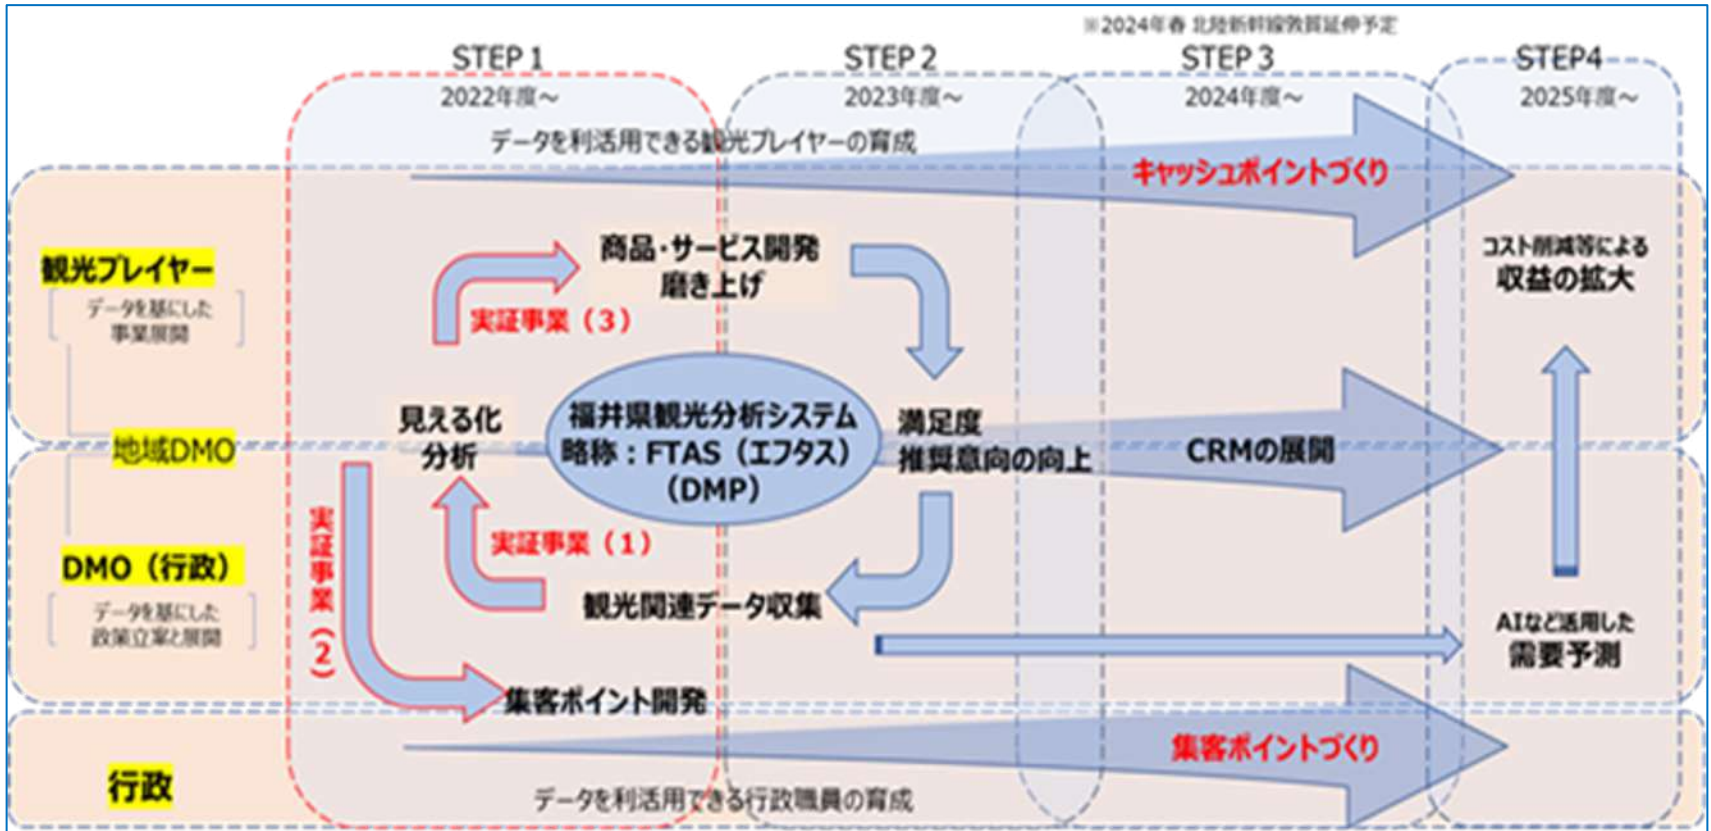 ※2024年春 北陸新幹線敦賀延伸予定
STEP 1
STEP 2
STEP 3
STEP4
2022年度～
2023年度～
2024年度～
2025年度～
データを利活用できる観光プレイヤーの育成
キャッシュポイントづくり
観光プレイヤー
データを基にした
事業展開
商品・サービス開発
磨き上げ
実証事業（3）
コスト削減等による
収益の拡大
地域DMO
見える化
分析
福井県観光分析システム
略称：FTAS（エフタス）
（DMP）
満足度
推奨意向の向上
CRMの展開
DMO（行政）
データを基にした
政策立案と展開
実証事業（2）
実証事業（1）
観光関連データ収集
AIなど活用した
需要予測
集客ポイント開発
行政
集客ポイントづくり
データを利活用できる行政職員の育成